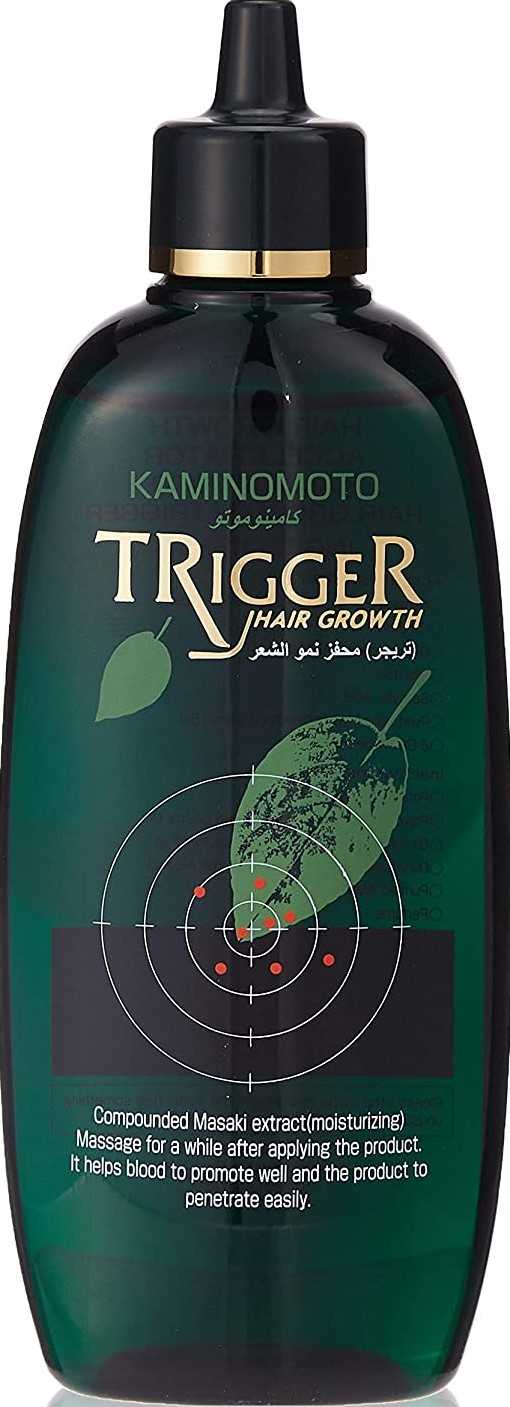 KAMINOMOTO
كامينوموتو
TRIGGER
HAIR GROWTH
(تريجر) محفز نمو الشعر
Compounded Masaki extract(moisturizing)
Massage for a while after applying the product.
It helps blood to promote well and the product to
penetrate easily.